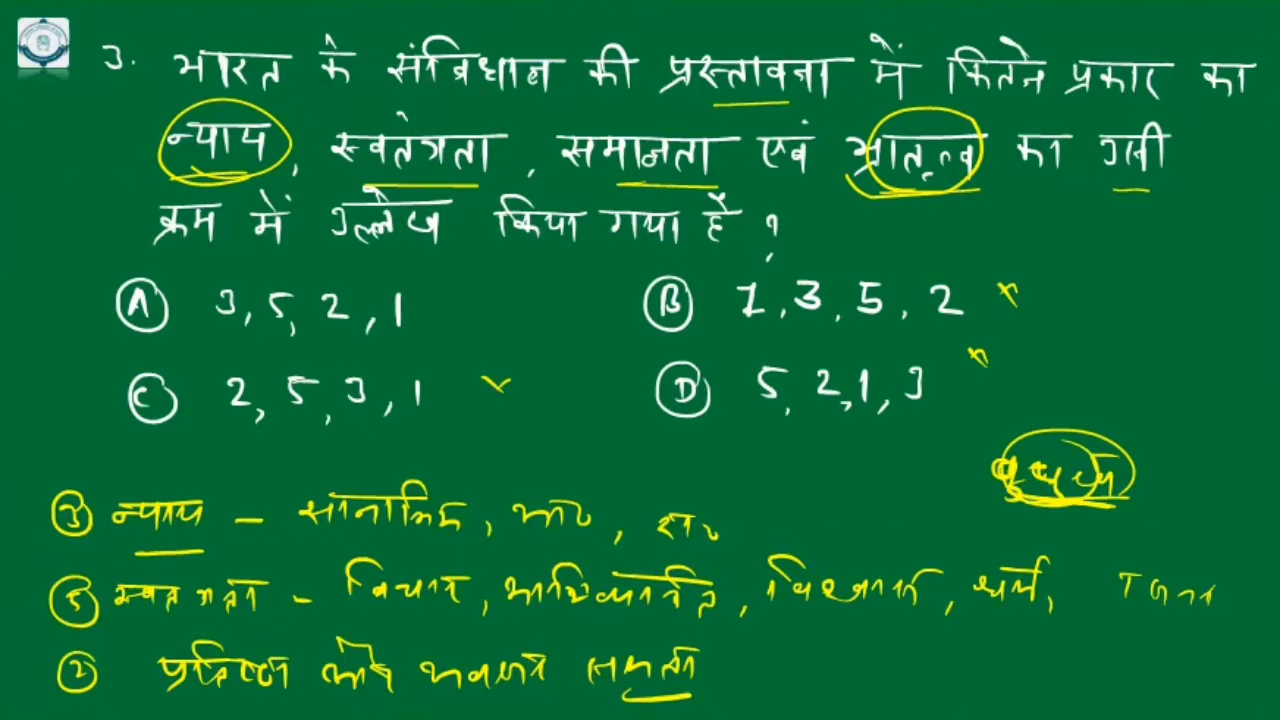 3. भारत के संविधान की प्रस्तावना में कितने प्रकार का
न्याय, स्वतंत्रता, समानता एवं भ्रातृत्व का उसी
क्रम में उल्लेख किया गया है ?
(A) 3, 5, 2, 1 (B) 1, 3, 5, 2
(C) 2, 5, 3, 1 (D) 5, 2, 1, 3
(3) न्याय - सामाजिक, आ०, रा०
(5) स्वतंत्रता - विचार, अभिव्यक्ति, विश्वास, धर्म,
(2) प्रतिष्ठा और अवसर समता